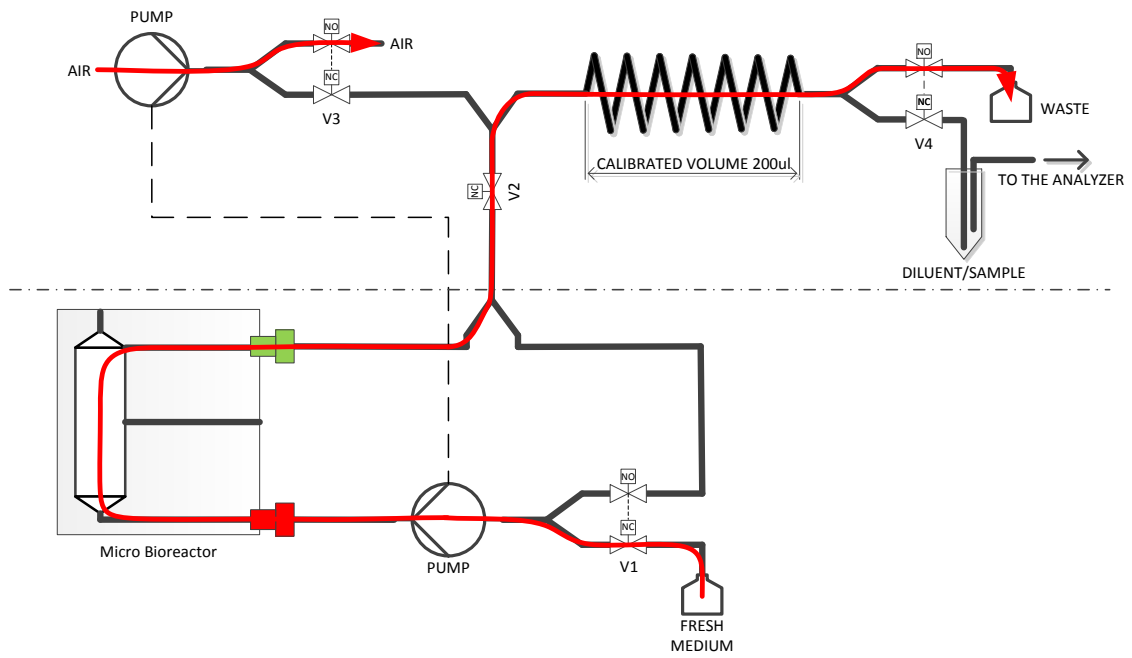 PUMP
NO
AIR
AIR
NC
V3
NO
WASTE
NC
V4
CALIBRATED VOLUME 200ul
TO THE ANALYZER
NC
V2
DILUENT/SAMPLE
NO
NC
Micro Bioreactor
PUMP
V1
FRESH
MEDIUM